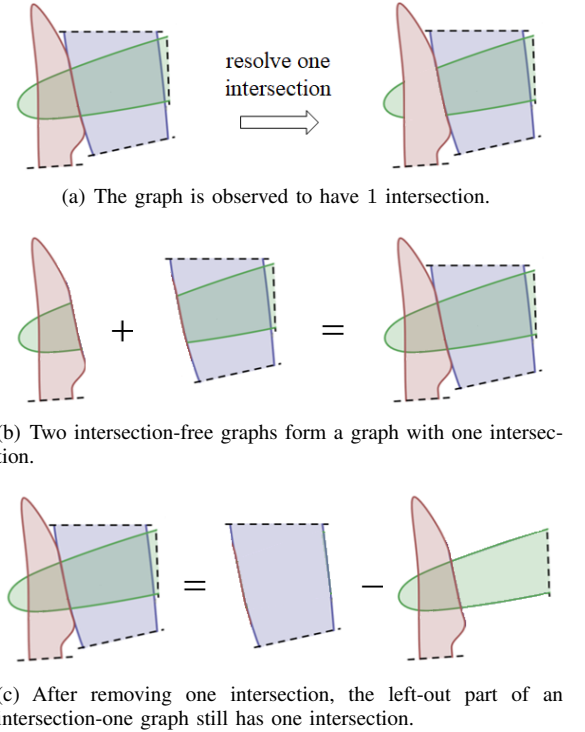 resolve one
intersection
(a) The graph is observed to have 1 intersection.
+
=
(b) Two intersection-free graphs form a graph with one intersec-
tion.
=
−
(c) After removing one intersection, the left-out part of an
intersection-one graph still has one intersection.